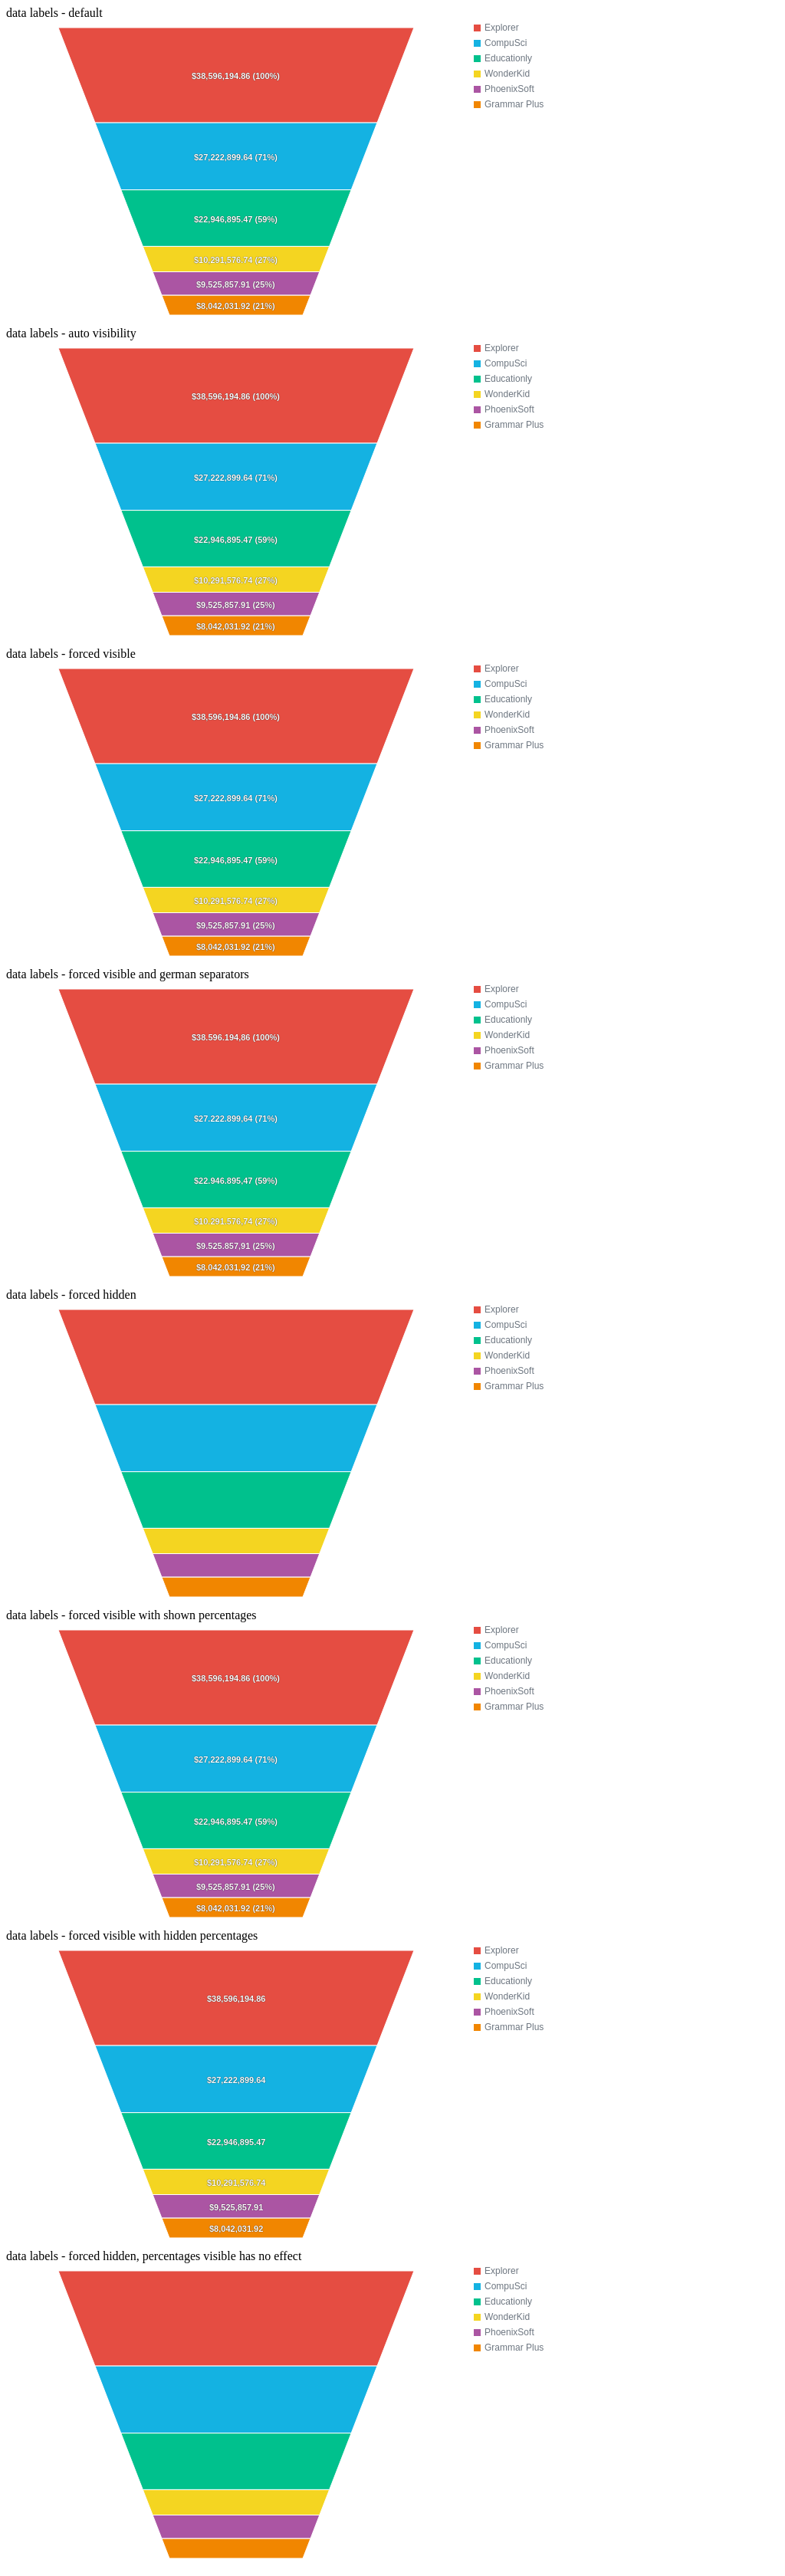 data labels - default
$38,596,194.86 (100%)
$27,222,899.64 (71%)
$22,946,895.47 (59%)
$10,291,576.74 (27%)
$9,525,857.91 (25%)
$8,042,031.92 (21%)
Explorer
CompuSci
Educationly
WonderKid
PhoenixSoft
Grammar Plus
data labels - auto visibility
$38,596,194.86 (100%)
$27,222,899.64 (71%)
$22,946,895.47 (59%)
$10,291,576.74 (27%)
$9,525,857.91 (25%)
$8,042,031.92 (21%)
Explorer
CompuSci
Educationly
WonderKid
PhoenixSoft
Grammar Plus
data labels - forced visible
$38,596,194.86 (100%)
$27,222,899.64 (71%)
$22,946,895.47 (59%)
$10,291,576.74 (27%)
$9,525,857.91 (25%)
$8,042,031.92 (21%)
Explorer
CompuSci
Educationly
WonderKid
PhoenixSoft
Grammar Plus
data labels - forced visible and german separators
$38.596.194,86 (100%)
$27.222.899,64 (71%)
$22.946.895,47 (59%)
$10.291.576,74 (27%)
$9.525.857,91 (25%)
$8.042.031,92 (21%)
Explorer
CompuSci
Educationly
WonderKid
PhoenixSoft
Grammar Plus
data labels - forced hidden
Explorer
CompuSci
Educationly
WonderKid
PhoenixSoft
Grammar Plus
data labels - forced visible with shown percentages
$38,596,194.86 (100%)
$27,222,899.64 (71%)
$22,946,895.47 (59%)
$10,291,576.74 (27%)
$9,525,857.91 (25%)
$8,042,031.92 (21%)
Explorer
CompuSci
Educationly
WonderKid
PhoenixSoft
Grammar Plus
data labels - forced visible with hidden percentages
$38,596,194.86
$27,222,899.64
$22,946,895.47
$10,291,576.74
$9,525,857.91
$8,042,031.92
Explorer
CompuSci
Educationly
WonderKid
PhoenixSoft
Grammar Plus
data labels - forced hidden, percentages visible has no effect
Explorer
CompuSci
Educationly
WonderKid
PhoenixSoft
Grammar Plus